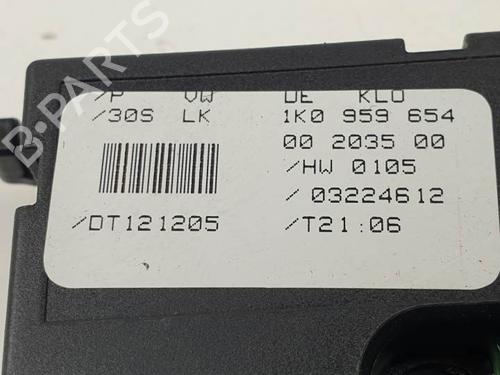 B-PARTS
/P VW DE KLO
/30S LK 1K0 959 654
00 2035 00
/HW 0105
/03224612
/DT121205 /T21:06